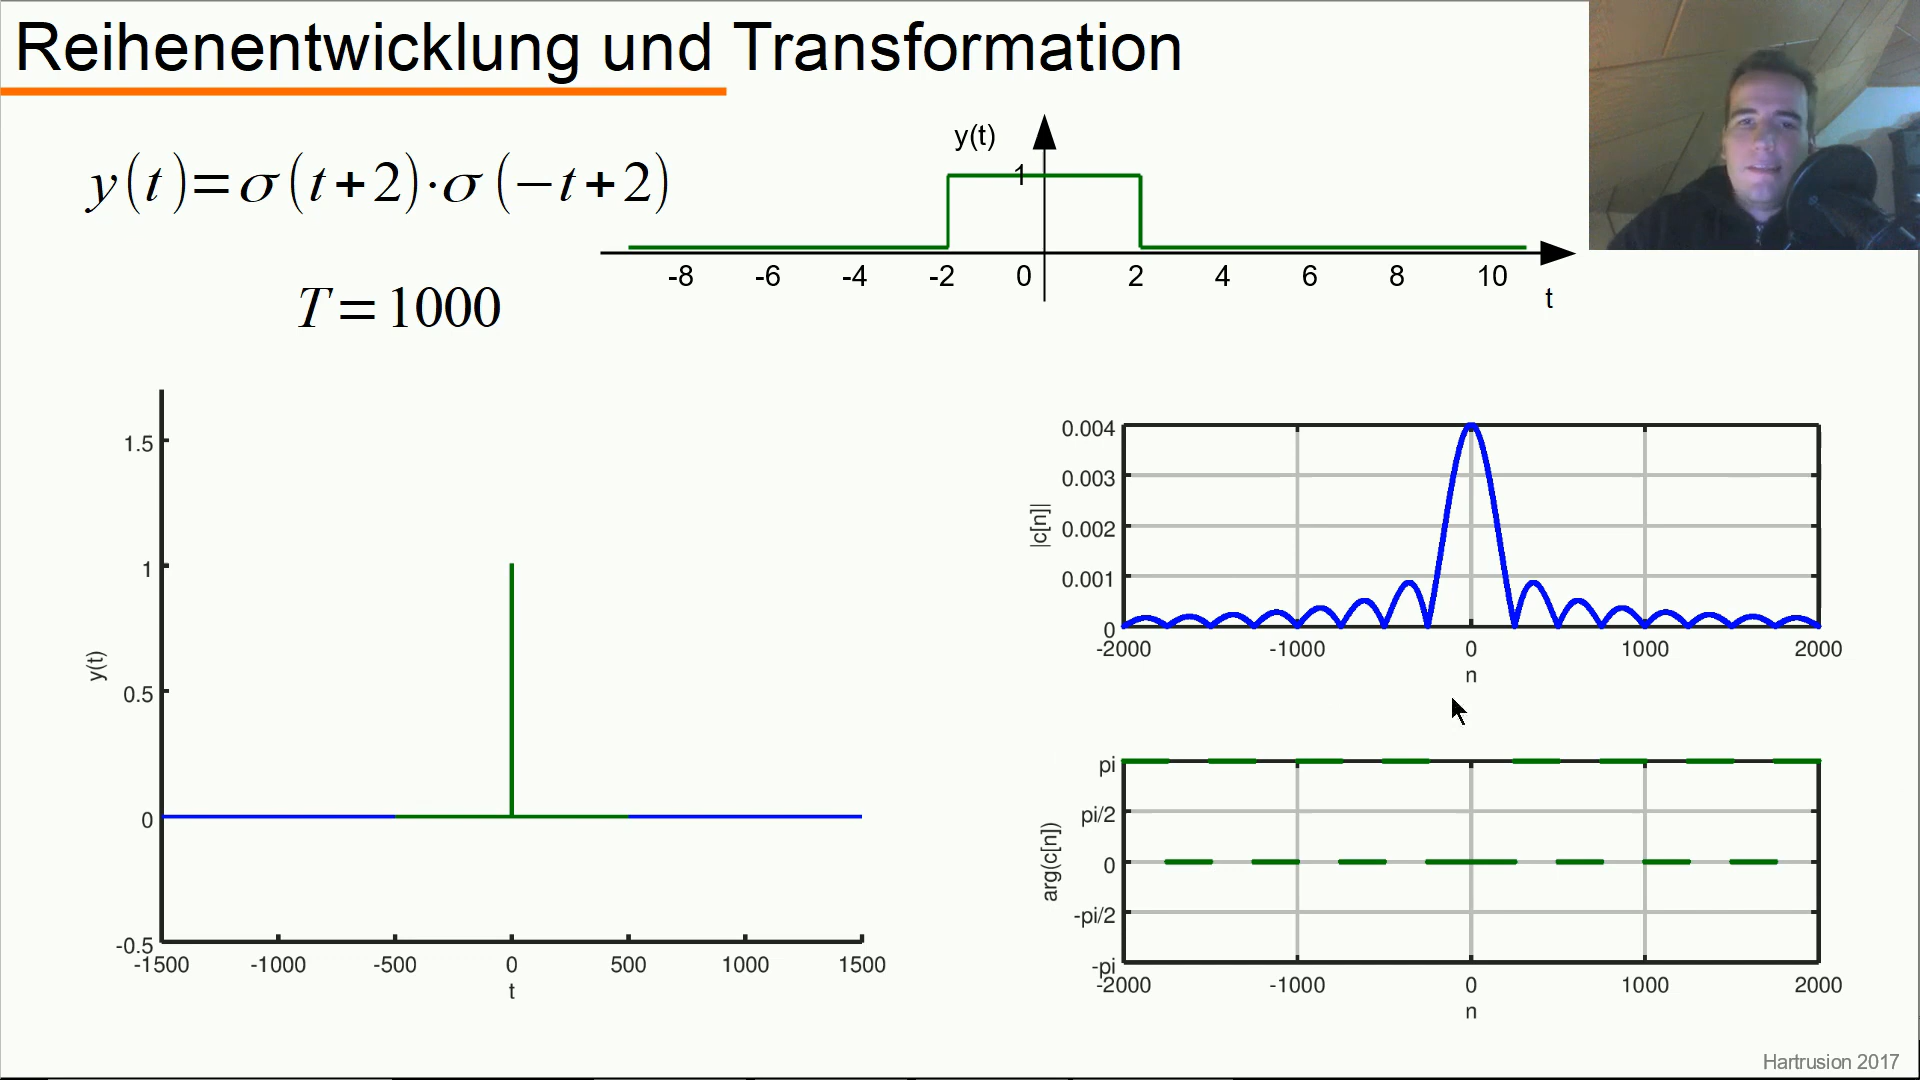 Reihenentwicklung und Transformation
y(t)=σ(t+2)·σ(−t+2)
T=1000
y(t)
1
-8 -6 -4 -2 0 2 4 6 8 10
t
1.5
1
0.5
0
-0.5
y(t)
-1500 -1000 -500 0 500 1000 1500
t
0.004
0.003
0.002
0.001
0
|c[n]|
-2000 -1000 0 1000 2000
n
pi
pi/2
0
-pi/2
-pi
arg(c[n])
-2000 -1000 0 1000 2000
n
Hartrusion 2017